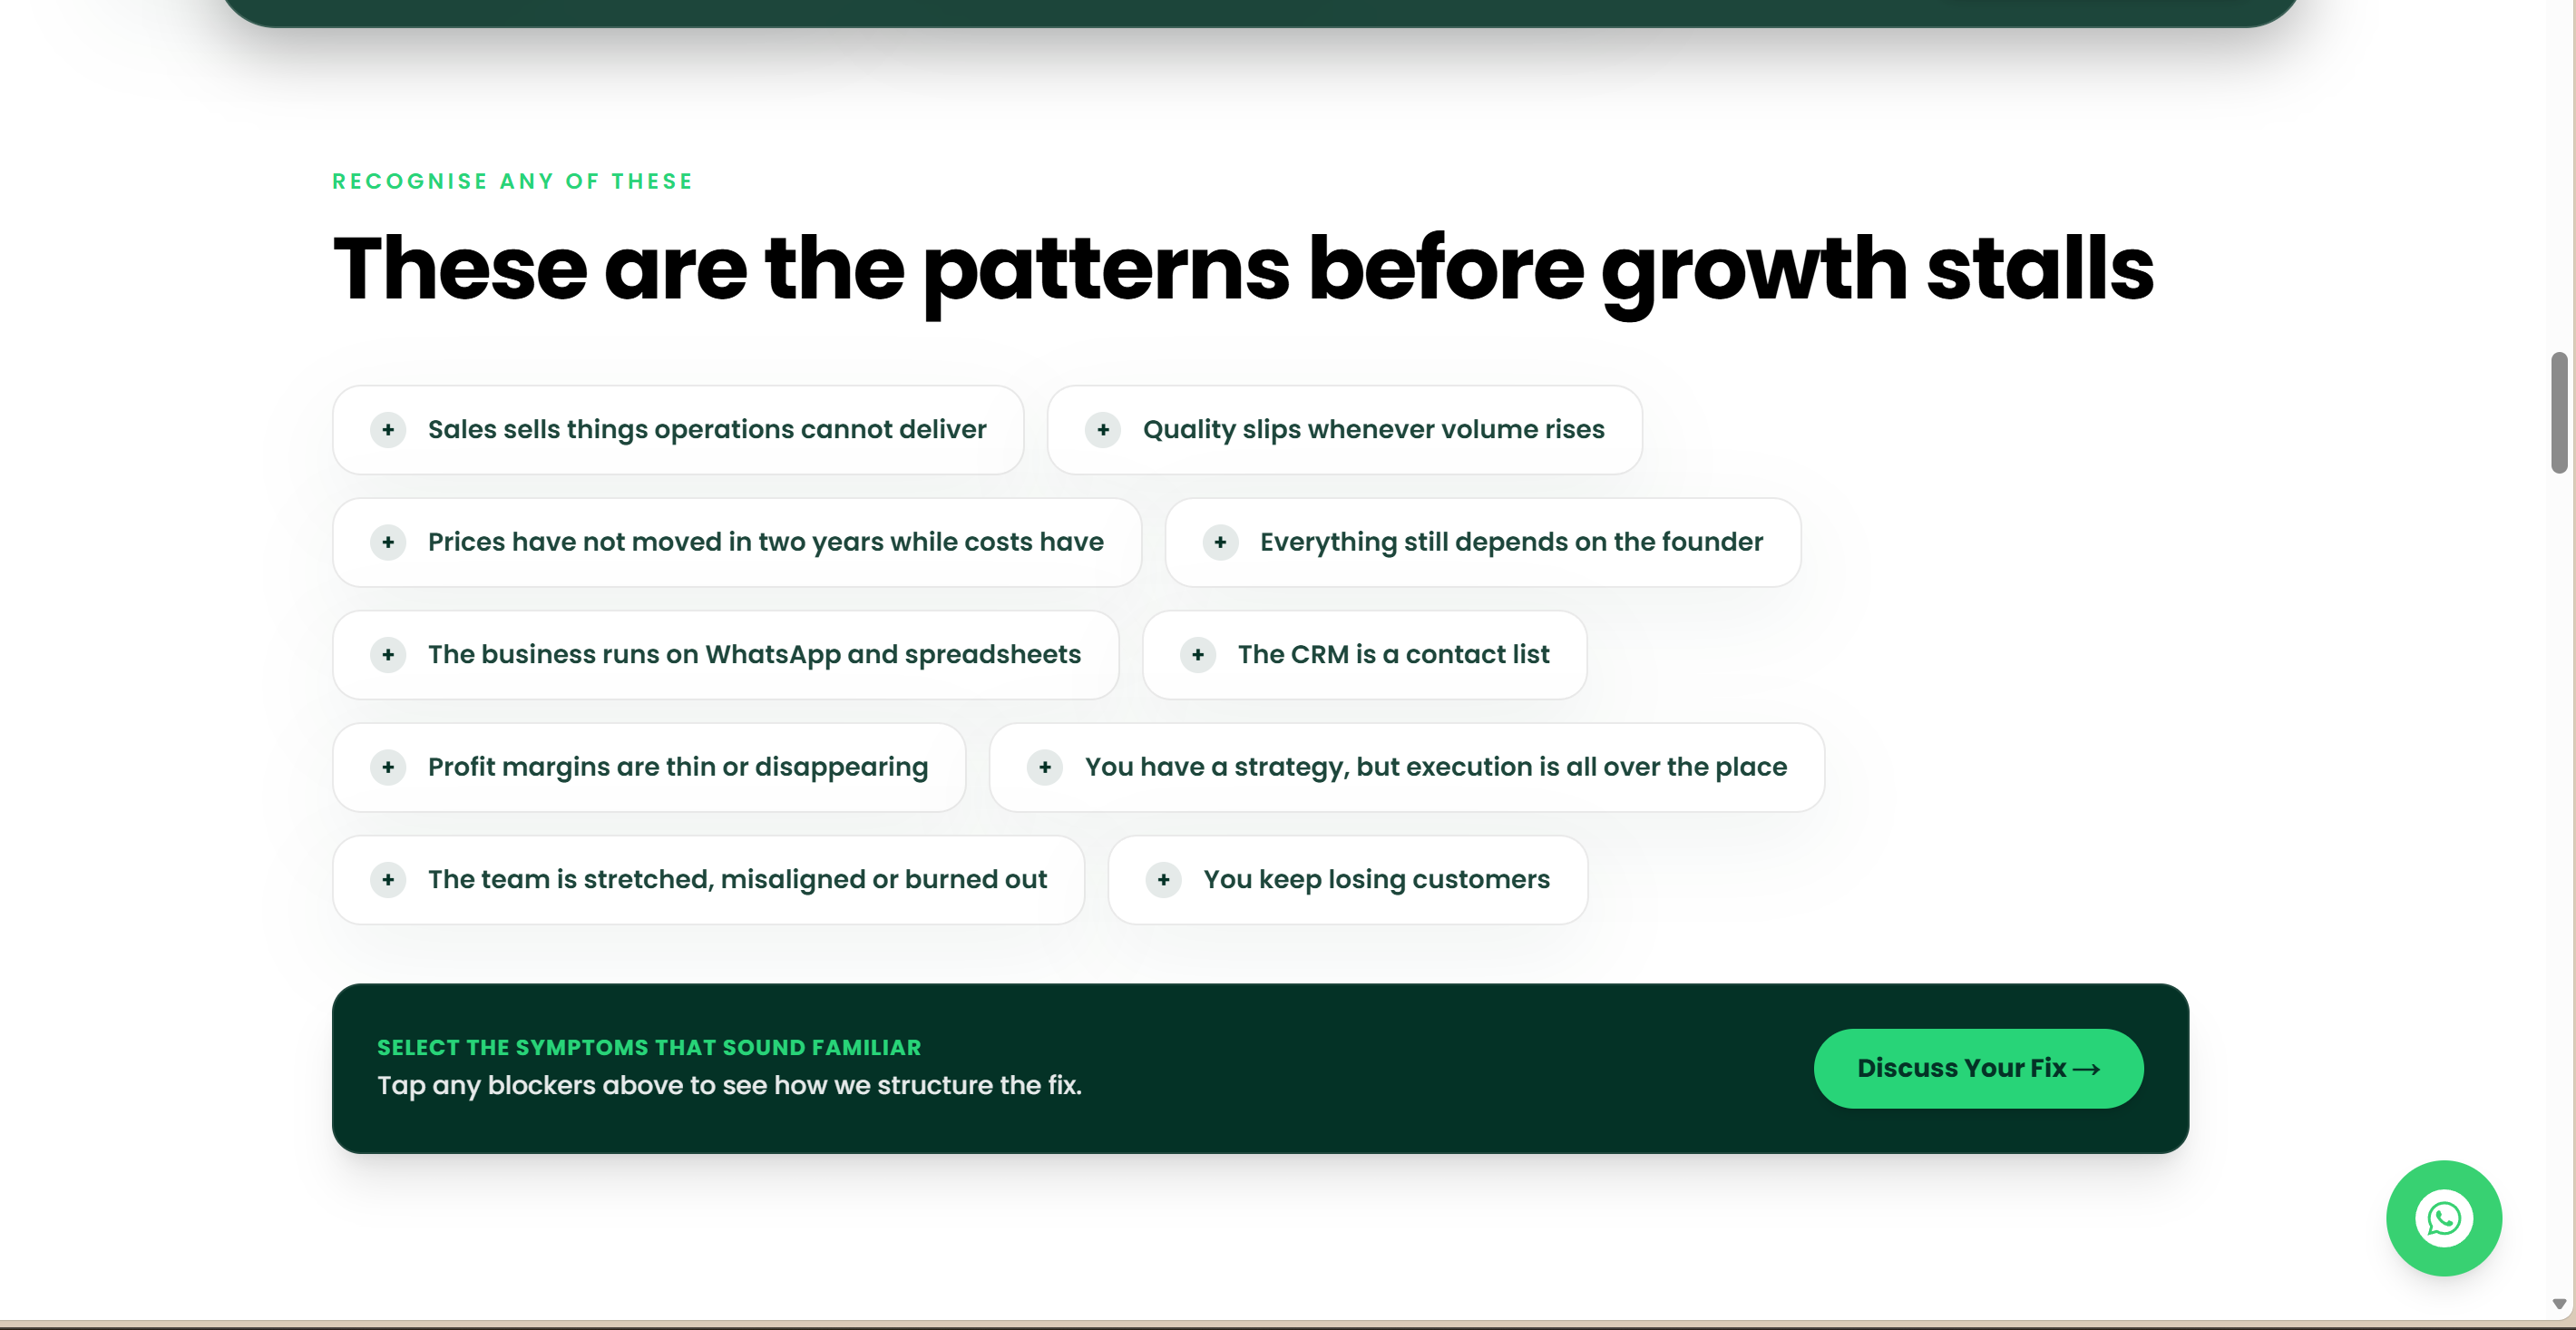 RECOGNISE ANY OF THESE
These are the patterns before growth stalls
+ Sales sells things operations cannot deliver
+ Quality slips whenever volume rises
+ Prices have not moved in two years while costs have
+ Everything still depends on the founder
+ The business runs on WhatsApp and spreadsheets
+ The CRM is a contact list
+ Profit margins are thin or disappearing
+ You have a strategy, but execution is all over the place
+ The team is stretched, misaligned or burned out
+ You keep losing customers
SELECT THE SYMPTOMS THAT SOUND FAMILIAR
Tap any blockers above to see how we structure the fix.
Discuss Your Fix →